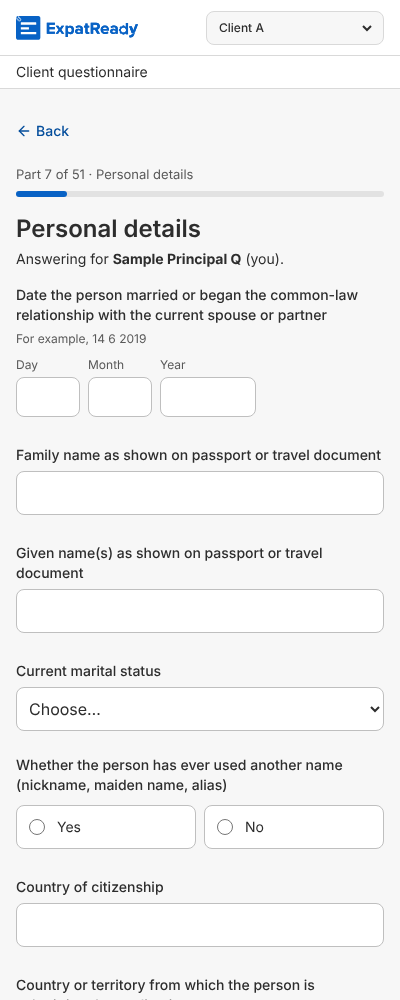 ExpatReady
Client A
Client questionnaire
← Back
Part 7 of 51 · Personal details
Personal details
Answering for Sample Principal Q (you).
Date the person married or began the common-law
relationship with the current spouse or partner
For example, 14 6 2019
Day Month Year
Family name as shown on passport or travel document
Given name(s) as shown on passport or travel
document
Current marital status
Choose...
Whether the person has ever used another name
(nickname, maiden name, alias)
Yes No
Country of citizenship
Country or territory from which the person is